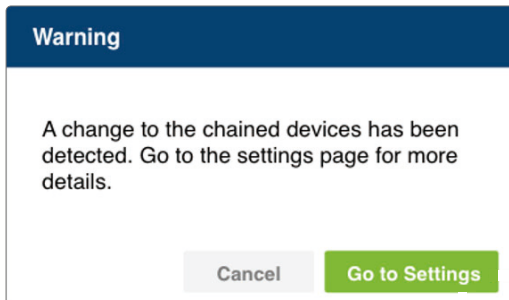 Warning
A change to the chained devices has been
detected. Go to the settings page for more
details.
Cancel
Go to Settings